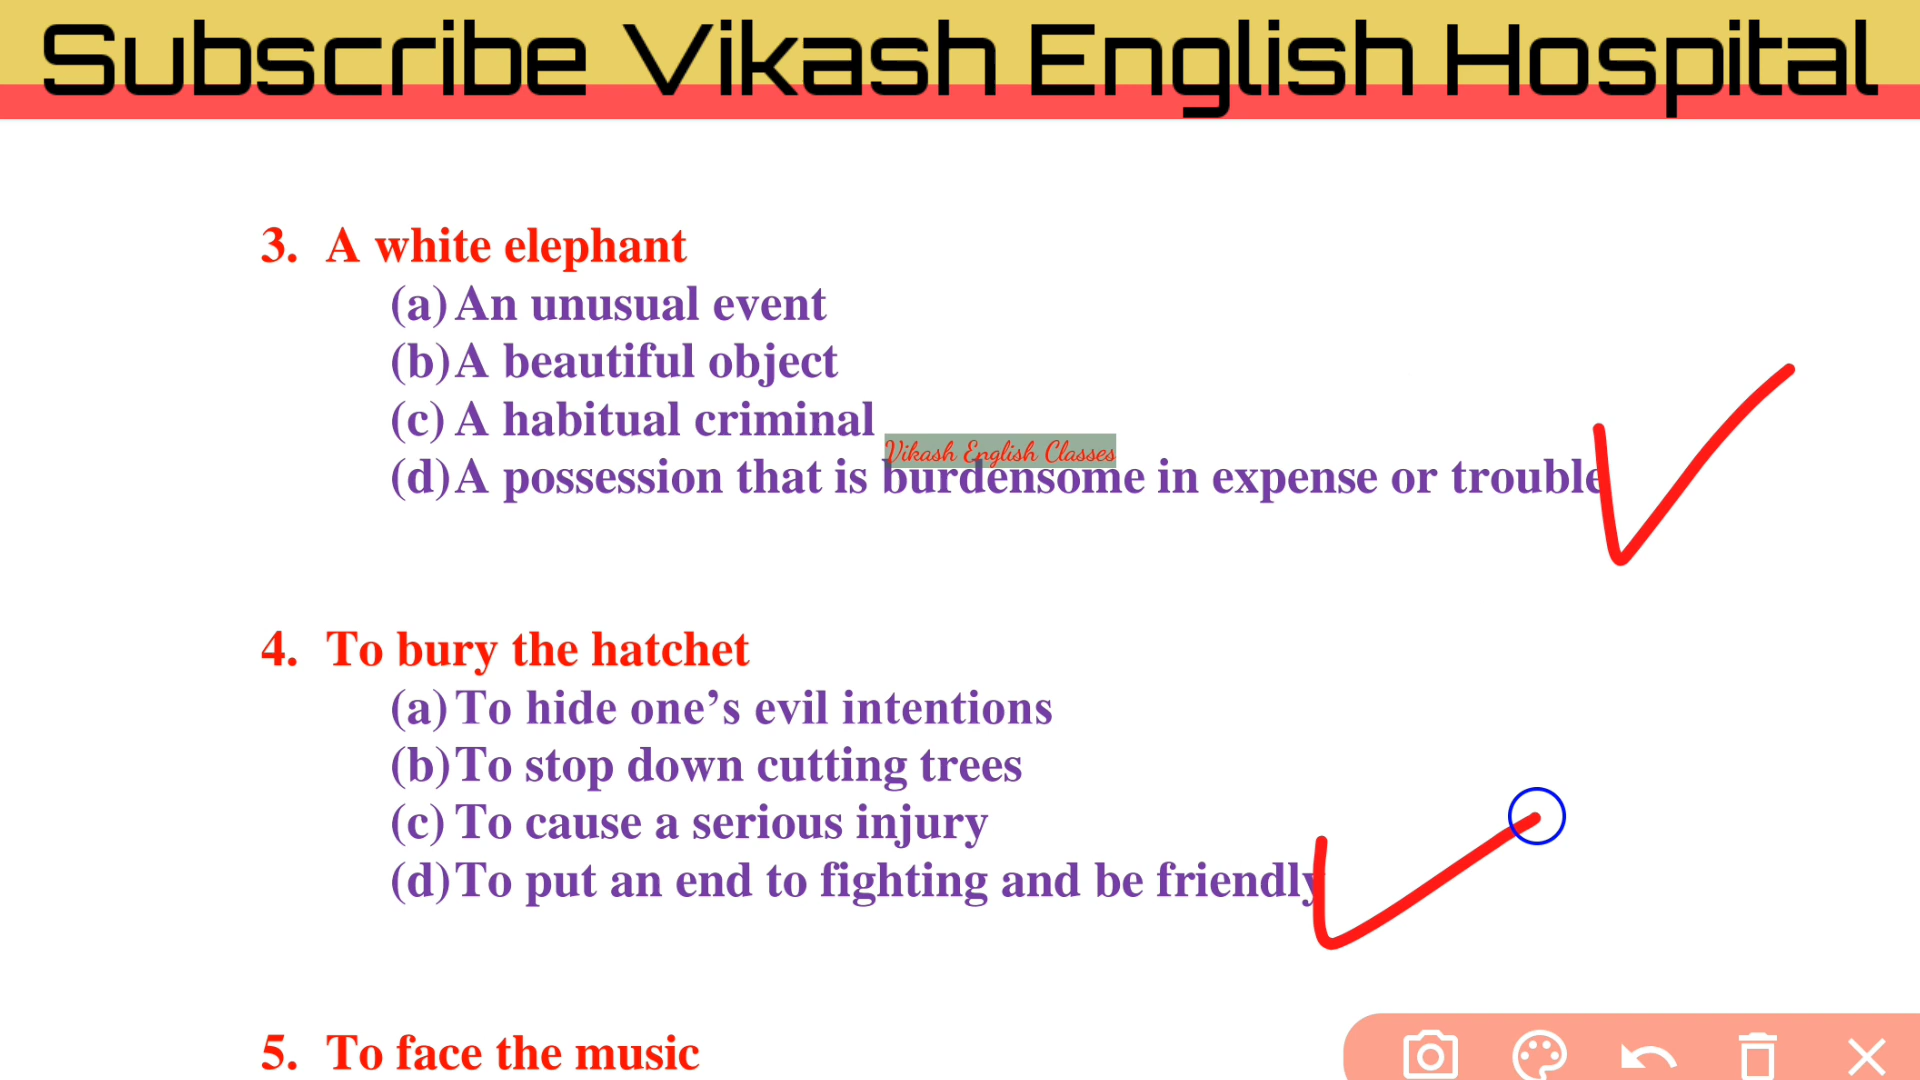 Subscribe Vikash English Hospital
3. A white elephant
(a) An unusual event
(b) A beautiful object
(c) A habitual criminal
Vikash English Classes
(d) A possession that is burdensome in expense or trouble
4. To bury the hatchet
(a) To hide one’s evil intentions
(b) To stop down cutting trees
(c) To cause a serious injury
(d) To put an end to fighting and be friendly
5. To face the music